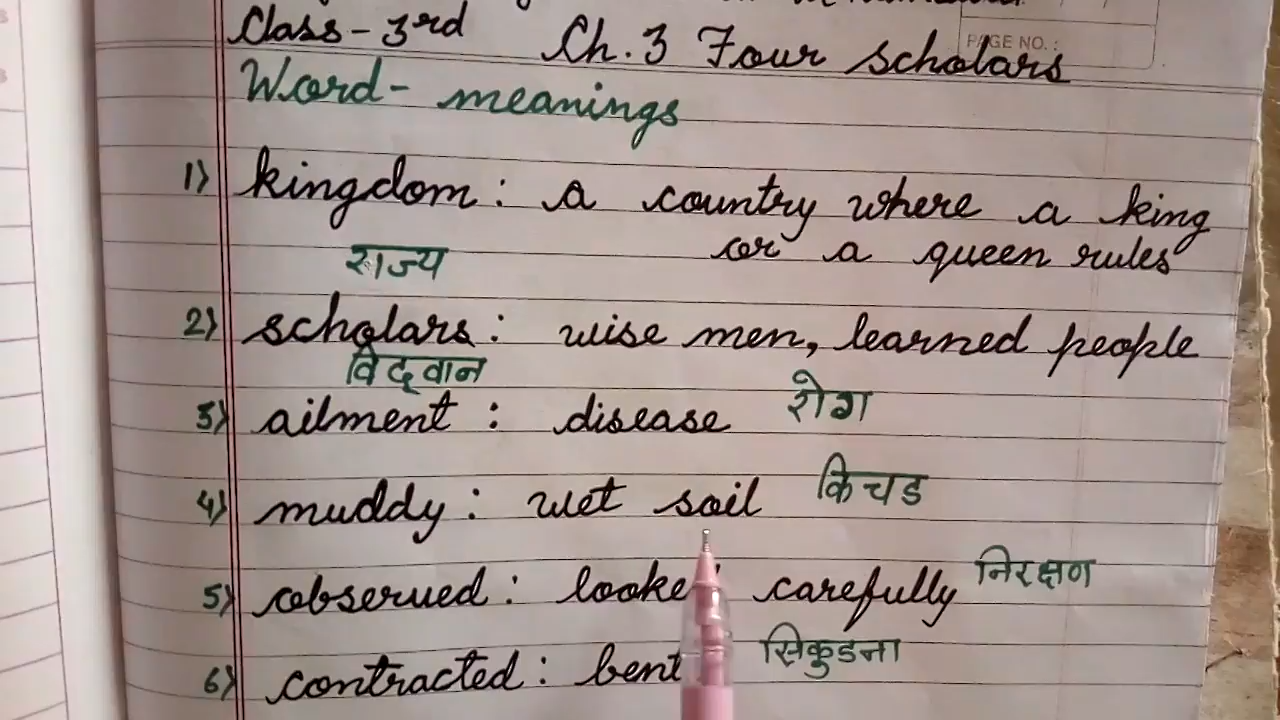 Class - 3rd Ch. 3 Four scholars
PAGE NO. :
Word - meanings
1) kingdom : a country where a king
or a queen rules
राज्य
2) scholars : wise men, learned people
विद्वान
3) ailment : disease रोग
4) muddy : wet soil किचड
5) observed : looke carefully निरक्षण
6) contracted : bent सिकुडना